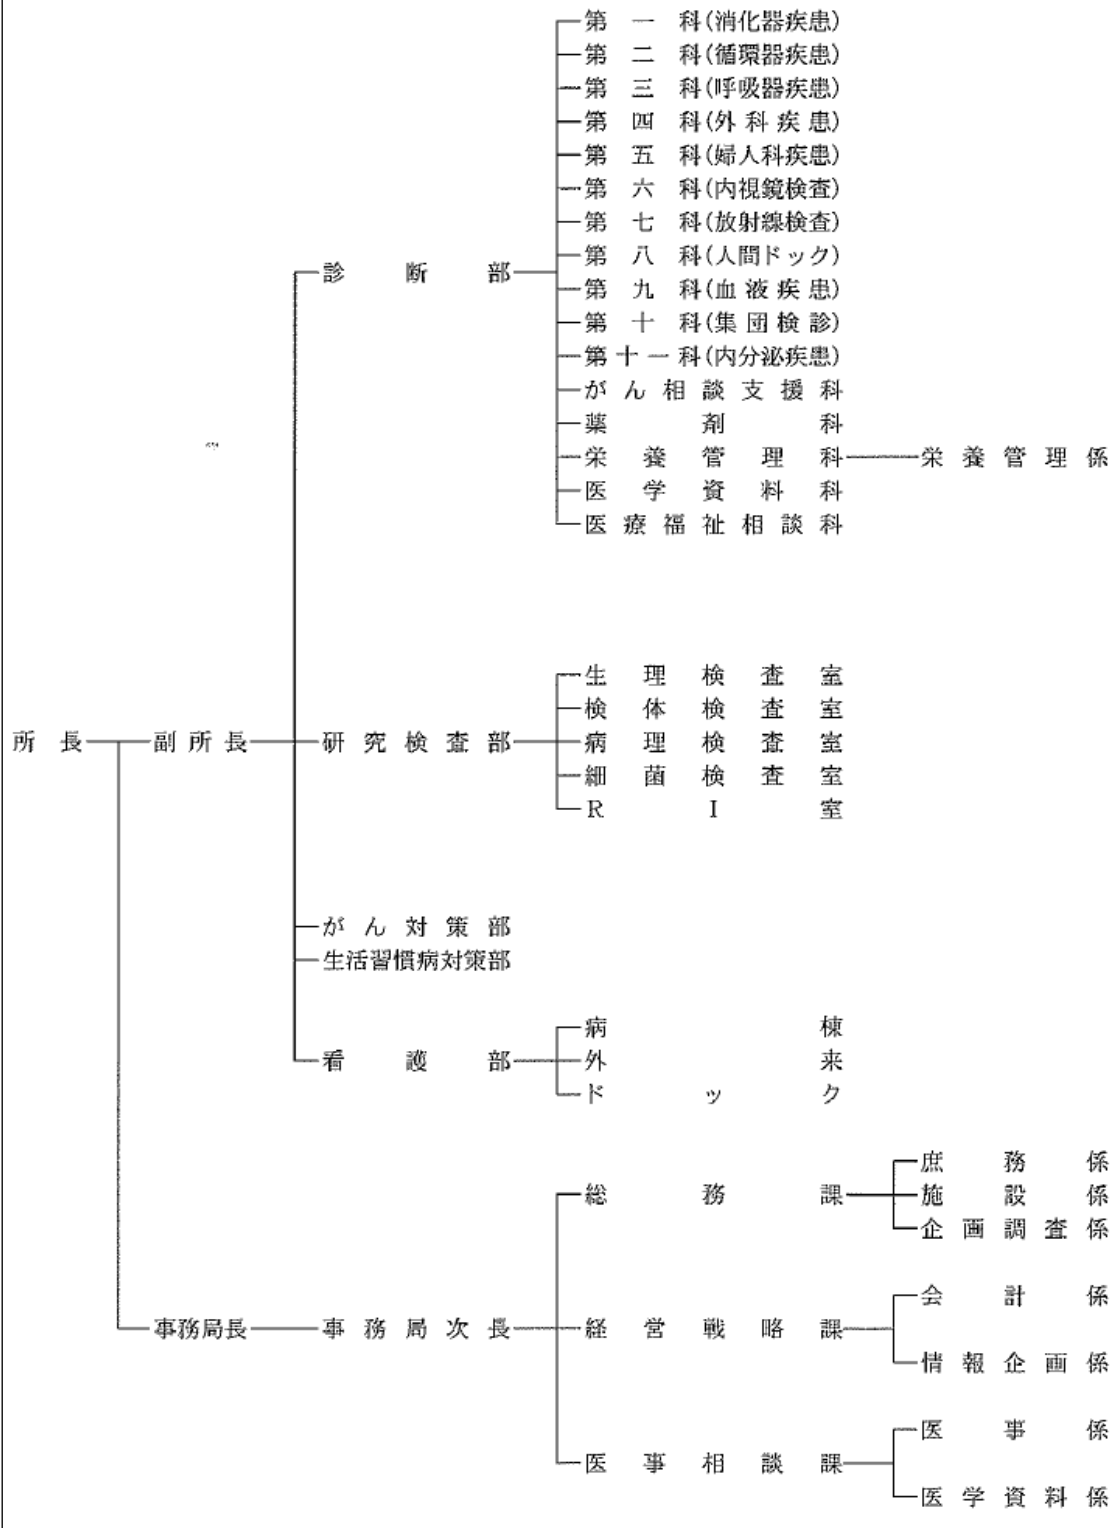 第一科(消化器疾患)
第二科(循環器疾患)
第三科(呼吸器疾患)
第四科(外科疾患)
第五科(婦人科疾患)
第六科(内視鏡検査)
第七科(放射線検査)
第八科(人間ドック)
診断部
第九科(血液疾患)
第十科(集団検診)
第十一科(内分泌疾患)
がん相談支援科
薬剤科
栄養管理科 栄養管理係
医学資料科
医療福祉相談科
生理検査室
検体検査室
所長 副所長 研究検査部 病理検査室
細菌検査室
RI室
がん対策部
生活習慣病対策部
病棟
看護部 外来
ドック
庶務係
総務課 施設係
企画調査係
会計係
事務局長 事務局次長 経営戦略課
情報企画係
医事係
医事相談課
医学資料係